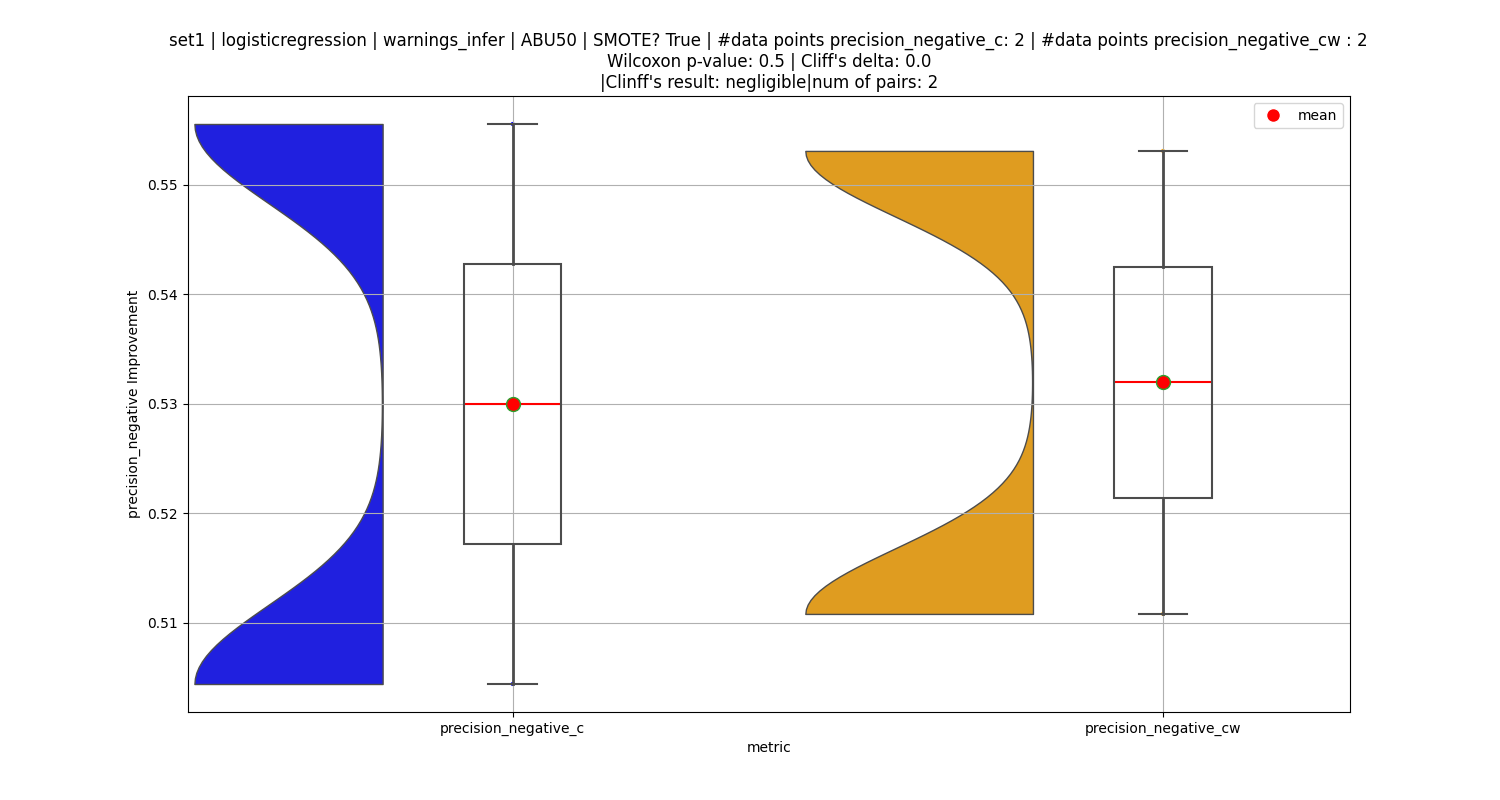 set1 | logisticregression | warnings_infer | ABU50 | SMOTE? True | #data points precision_negative_c: 2 | #data points precision_negative_cw : 2
Wilcoxon p-value: 0.5 | Cliff's delta: 0.0
|Clinff's result: negligible|num of pairs: 2
mean
0.55
0.54
0.53
0.52
0.51
precision_negative Improvement
precision_negative_c
precision_negative_cw
metric